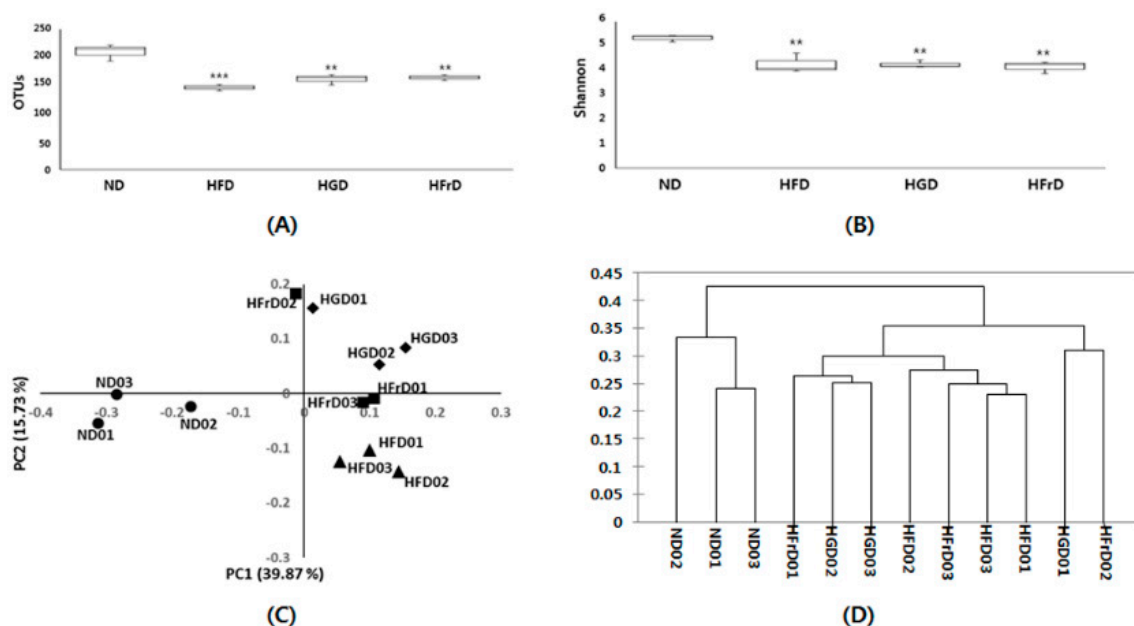 250
200
150
100
50
0
OTUs
***
**
**
ND
HFD
HGD
HFrD
(A)
6
5
4
3
2
1
0
Shannon
**
**
**
ND
HFD
HGD
HFrD
(B)
0.2
HFrD02
HGD01
0.1
HGD03
HGD02
ND03
0
HFrD01
-0.4
-0.3
-0.2
-0.1
0
0.1
0.2
0.3
HFrD03
ND01
ND02
-0.1
HFD01
HFD03
HFD02
-0.2
-0.3
PC2 (15.73 %)
PC1 (39.87 %)
(C)
0.45
0.4
0.35
0.3
0.25
0.2
0.15
0.1
0.05
0
ND02
ND01
ND03
HFrD01
HGD02
HGD03
HFD02
HFrD03
HFD03
HFD01
HGD01
HFrD02
(D)